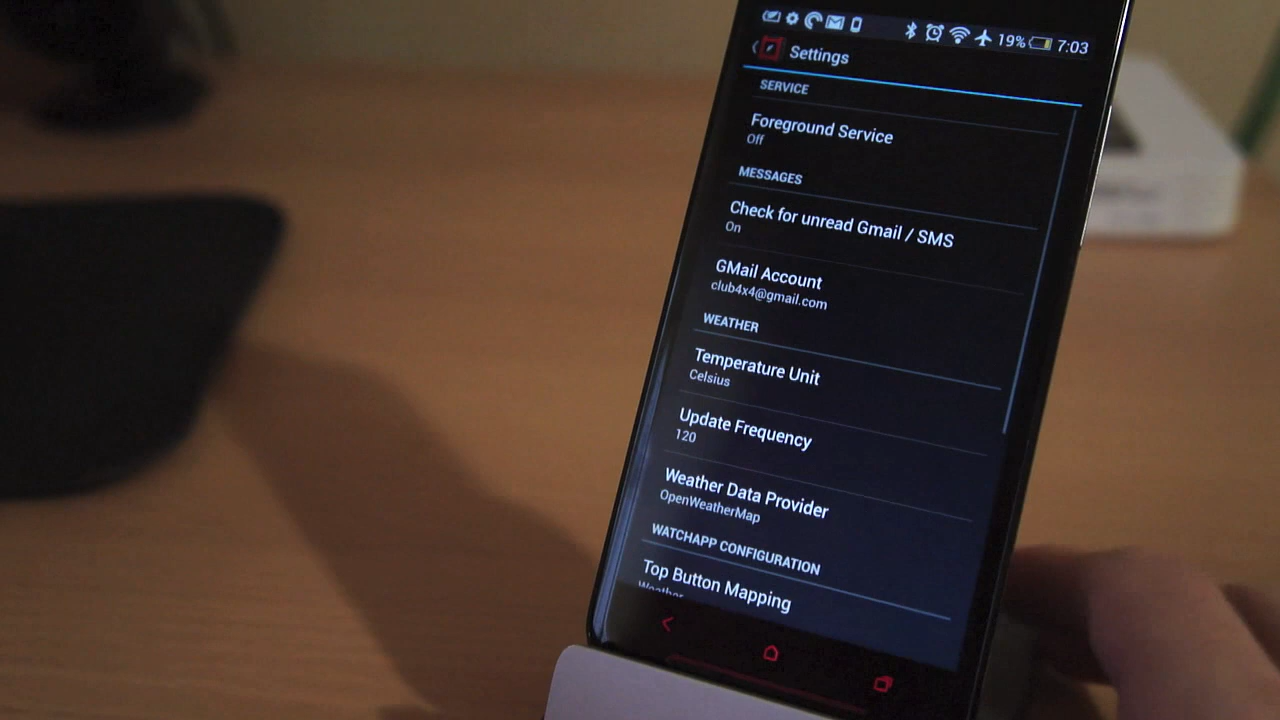 19% 7:03
Settings
SERVICE
Foreground Service
Off
MESSAGES
Check for unread Gmail / SMS
On
GMail Account
club4x4@gmail.com
WEATHER
Temperature Unit
Celsius
Update Frequency
120
Weather Data Provider
OpenWeatherMap
WATCHAPP CONFIGURATION
Top Button Mapping
Weather